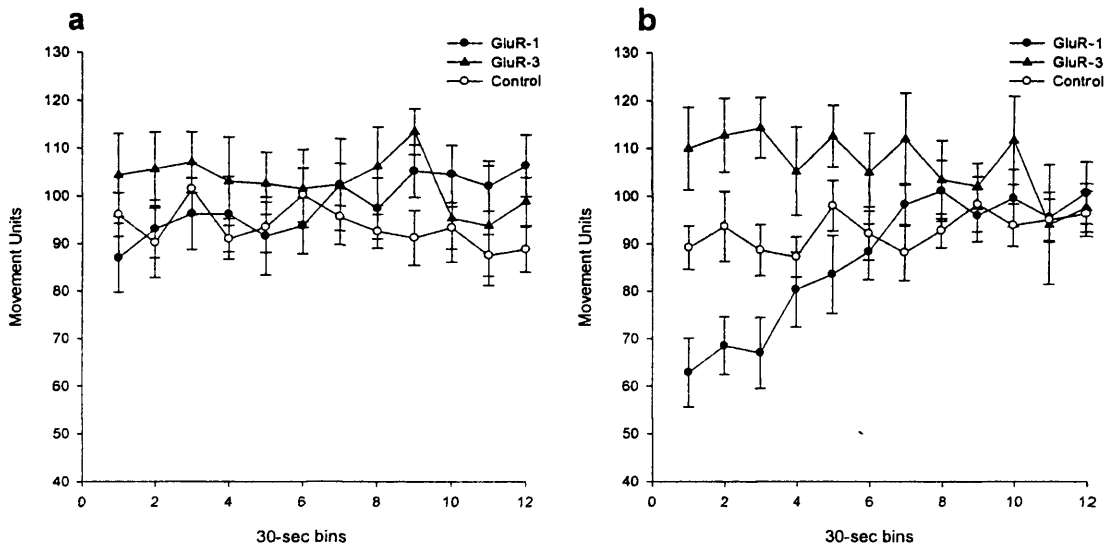 a
GluR-1
GluR-3
Control
130
120
110
100
90
80
70
60
50
40
0 2 4 6 8 10 12
Movement Units
30-sec bins
b
GluR-1
GluR-3
Control
130
120
110
100
90
80
70
60
50
40
0 2 4 6 8 10 12
Movement Units
30-sec bins